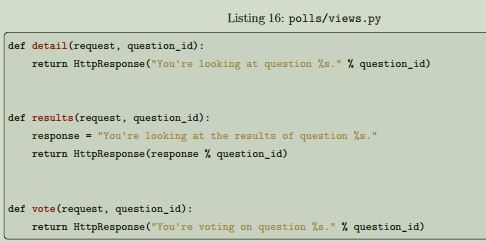 Listing 16: polls/views.py
def detail(request, question_id):
    return HttpResponse("You're looking at question %s." % question_id)
def results(request, question_id):
    response = "You're looking at the results of question %s."
    return HttpResponse(response % question_id)
def vote(request, question_id):
    return HttpResponse("You're voting on question %s." % question_id)